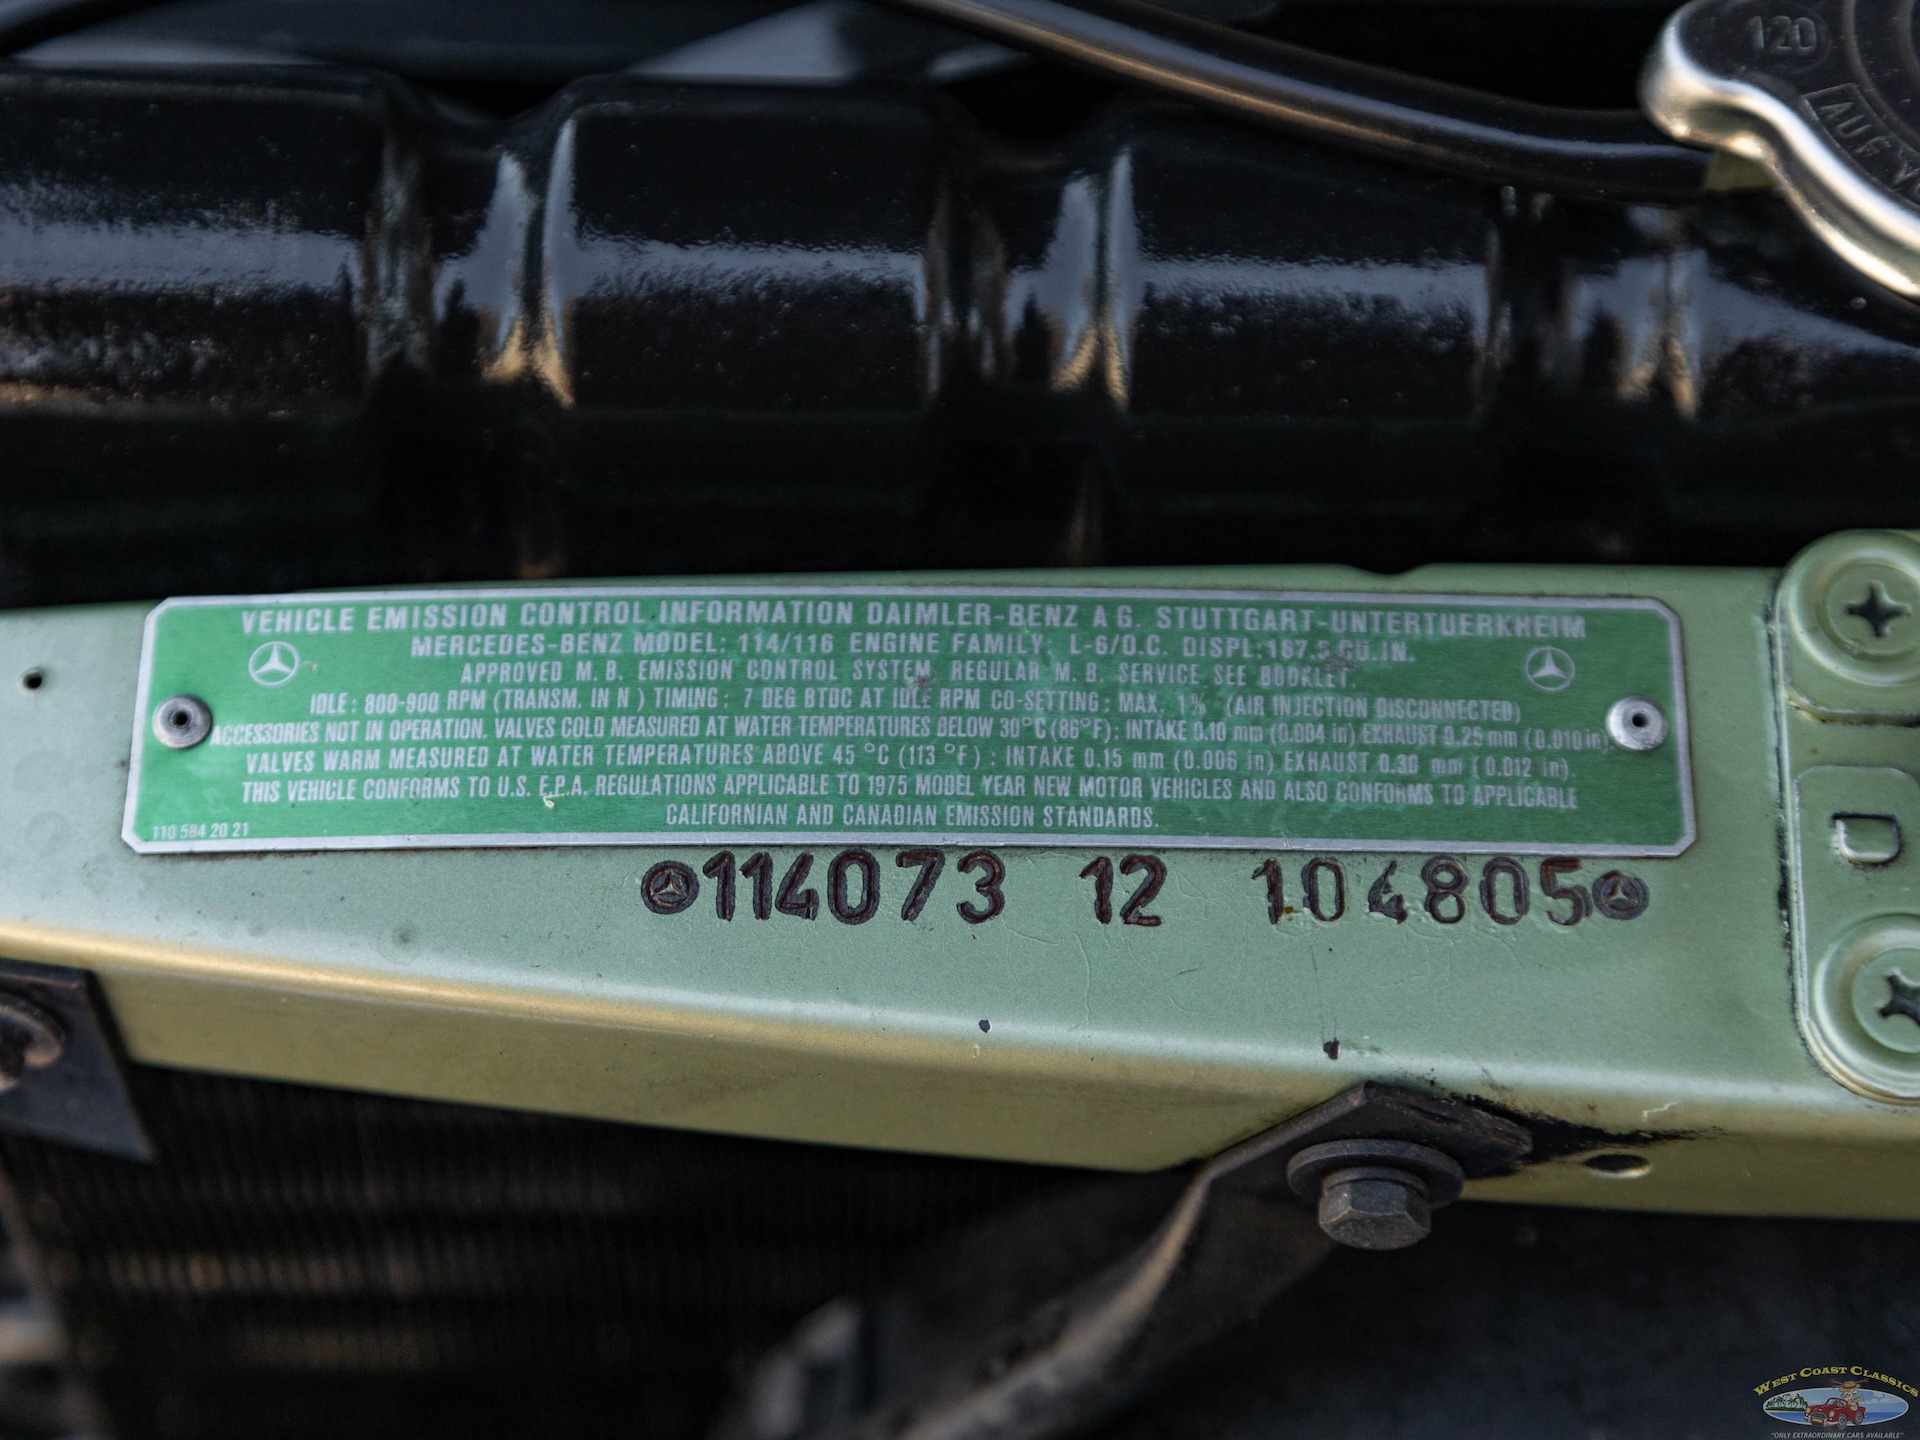 120
AUF
VEHICLE EMISSION CONTROL INFORMATION DAIMLER-BENZ A G. STUTTGART-UNTERTUERKHEIM
MERCEDES-BENZ MODEL: 114/116 ENGINE FAMILY: L-6/O.C. DISPL:167.5 CU.IN.
APPROVED M. B. EMISSION CONTROL SYSTEM. REGULAR M. B. SERVICE SEE BOOKLET.
IDLE: 800-900 RPM (TRANSM. IN N ) TIMING: 7 DEG BTDC AT IDLE RPM CO-SETTING: MAX. 1% (AIR INJECTION DISCONNECTED)
ACCESSORIES NOT IN OPERATION. VALVES COLD MEASURED AT WATER TEMPERATURES BELOW 30°C (86°F): INTAKE 0.10 mm (0.004 in) EXHAUST 0.25 mm (0.010 in).
VALVES WARM MEASURED AT WATER TEMPERATURES ABOVE 45 °C (113 °F) : INTAKE 0.15 mm (0.006 in) EXHAUST 0.30 mm (0.012 in).
THIS VEHICLE CONFORMS TO U.S. E.P.A. REGULATIONS APPLICABLE TO 1975 MODEL YEAR NEW MOTOR VEHICLES AND ALSO CONFORMS TO APPLICABLE
CALIFORNIAN AND CANADIAN EMISSION STANDARDS.
110 584 20 21
114073 12 104805
WEST COAST CLASSICS
"ONLY EXTRAORDINARY CARS AVAILABLE"